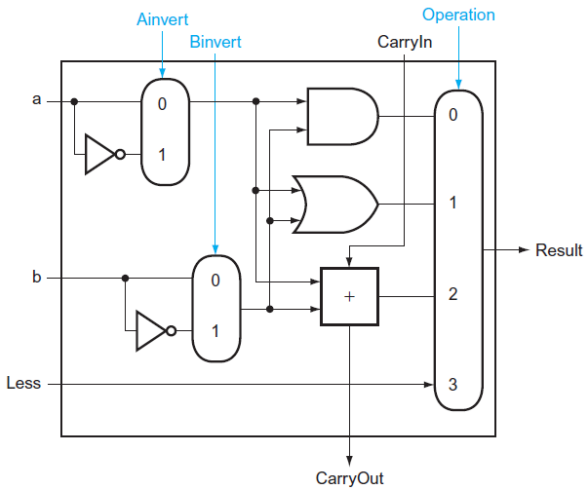 Ainvert
Operation
Binvert
CarryIn
a
0
0
1
1
Result
b
0
2
+
1
Less
3
CarryOut